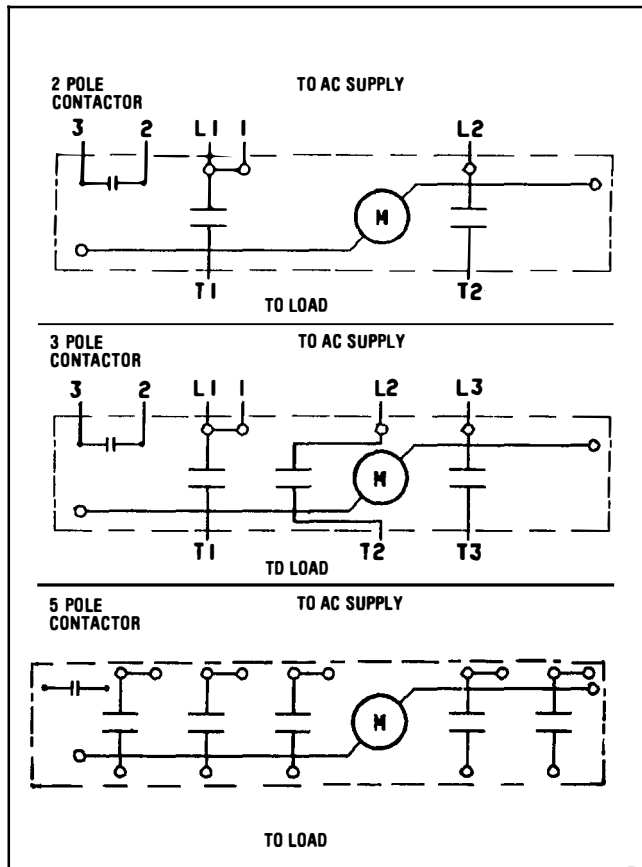 2 POLE TO AC SUPPLY
CONTACTOR
3 2 L1 1 L2
M
T1 T2
TO LOAD
3 POLE TO AC SUPPLY
CONTACTOR
3 2 L1 1 L2 L3
M
T1 T2 T3
TO LOAD
5 POLE TO AC SUPPLY
CONTACTOR
M
TO LOAD